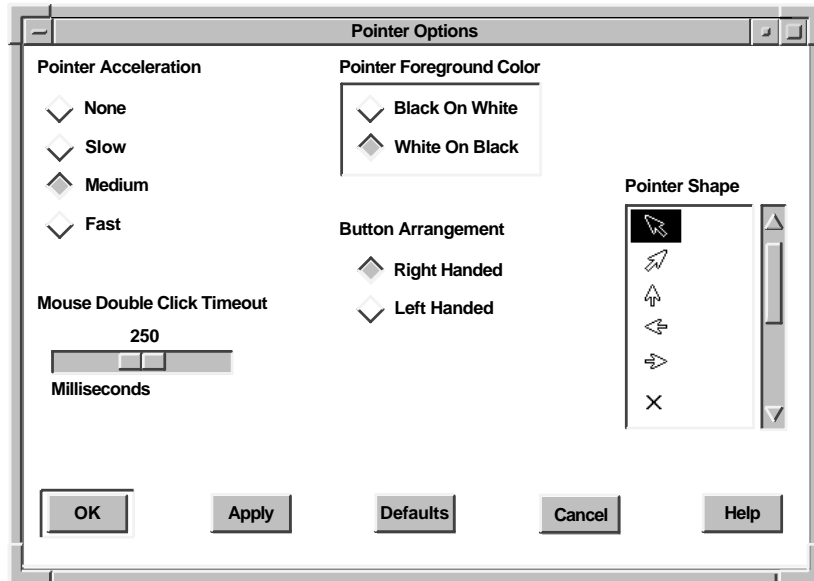 Pointer Options
Pointer Acceleration
None
Slow
Medium
Fast
Mouse Double Click Timeout
250
Milliseconds
Pointer Foreground Color
Black On White
White On Black
Button Arrangement
Right Handed
Left Handed
Pointer Shape
OK
Apply
Defaults
Cancel
Help